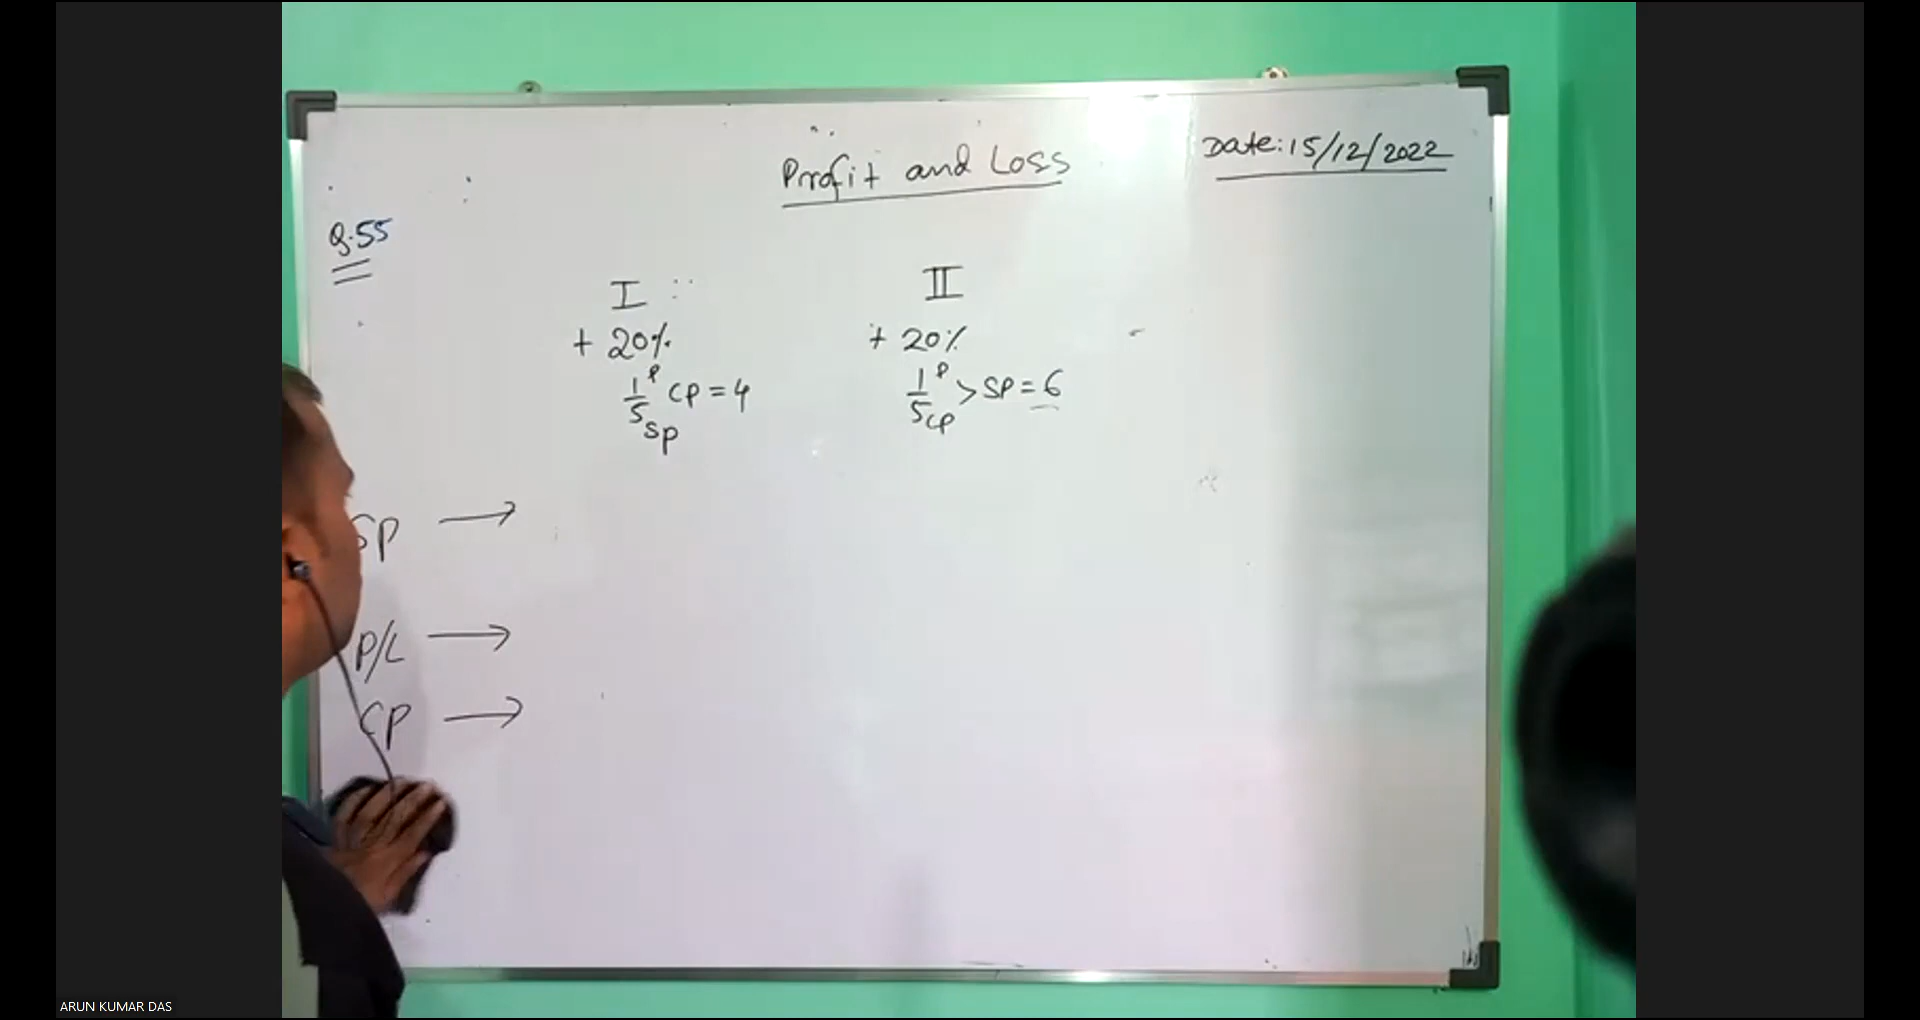 Profit and Loss
Date: 15/12/2022
Q.55
I
II
+ 20%
+ 20%
1/5 P SP CP = 4
1/5 P CP > SP = 6
SP →
P/L →
CP →
ARUN KUMAR DAS